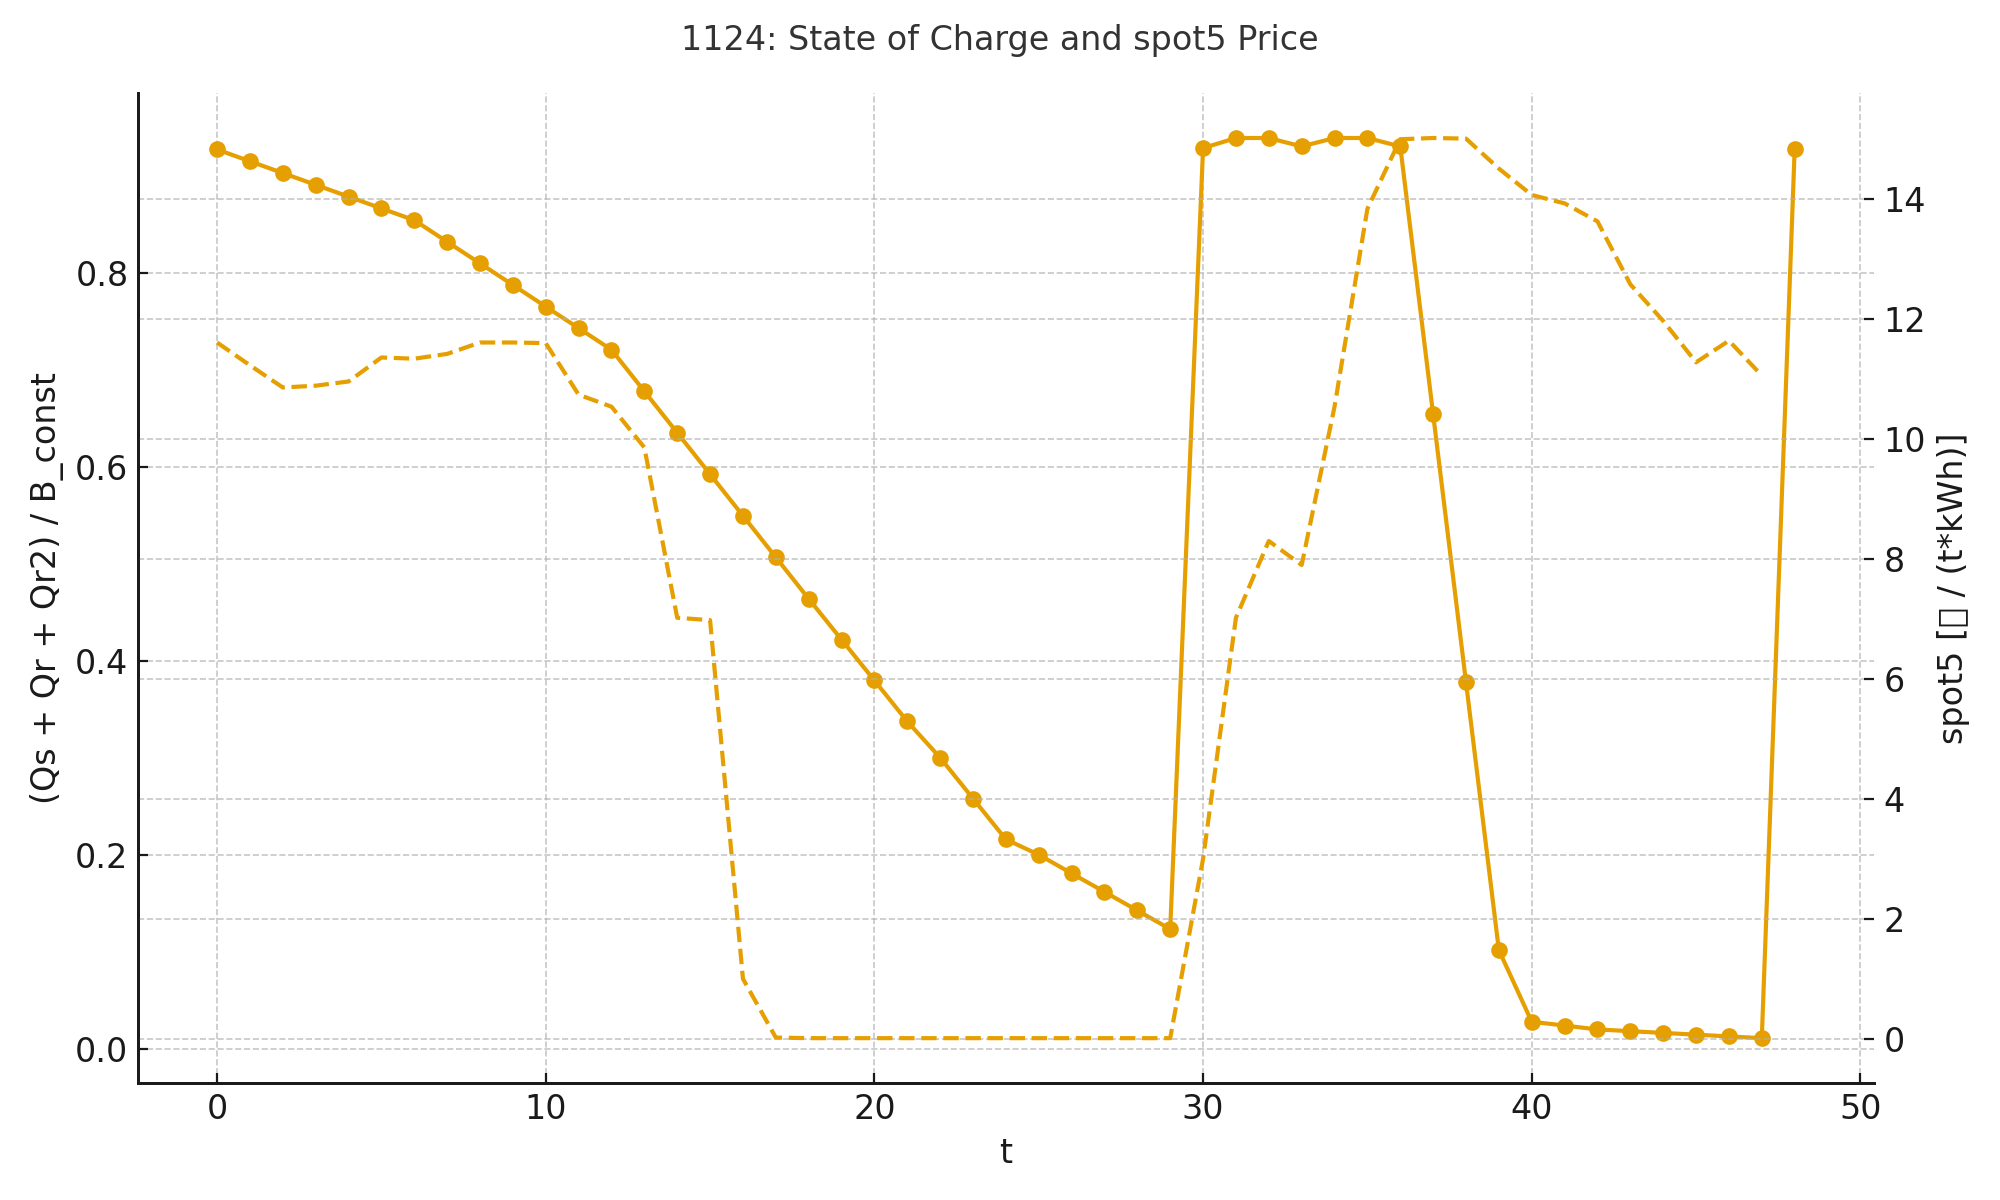 1124: State of Charge and spot5 Price
(Qs + Qr + Qr2) / B_const
0.8
0.6
0.4
0.2
0.0
14
12
10
8
6
4
2
0
spot5 [▯ / (t*kWh)]
0 10 20 30 40 50
t